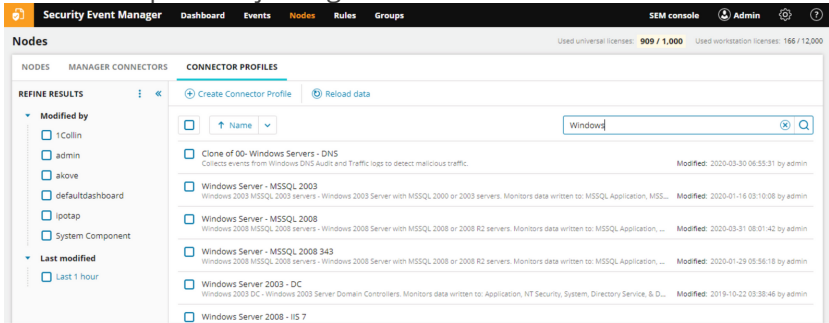 Security Event Manager Dashboard Events Nodes Rules Groups SEM console Admin
Nodes Used universal licenses: 909 / 1,000 Used workstation licenses: 166 / 12,000
NODES MANAGER CONNECTORS CONNECTOR PROFILES
REFINE RESULTS
Create Connector Profile Reload data
Modified by
1Collin
admin
akove
defaultdashboard
ipotap
System Component
Last modified
Last 1 hour
Name Windows
Clone of 00- Windows Servers - DNS
Collects events from Windows DNS Audit and Traffic logs to detect malicious traffic. Modified: 2020-03-30 06:55:31 by admin
Windows Server - MSSQL 2003
Windows 2003 MSSQL 2003 servers - Windows 2003 Server with MSSQL 2000 or 2003 servers. Monitors data written to: MSSQL Application, MSS... Modified: 2020-01-16 03:10:08 by admin
Windows Server - MSSQL 2008
Windows 2008 MSSQL 2008 servers - Windows 2008 Server with MSSQL 2008 or 2008 R2 servers. Monitors data written to: MSSQL Application, ... Modified: 2020-03-31 08:01:42 by admin
Windows Server - MSSQL 2008 343
Windows 2008 MSSQL 2008 servers - Windows 2008 Server with MSSQL 2008 or 2008 R2 servers. Monitors data written to: MSSQL Application, ... Modified: 2020-01-29 05:56:18 by admin
Windows Server 2003 - DC
Windows 2003 DC - Windows 2003 Server Domain Controllers. Monitors data written to: Application, NT Security, System, Directory Service, & D... Modified: 2019-10-22 03:38:46 by admin
Windows Server 2008 - IIS 7